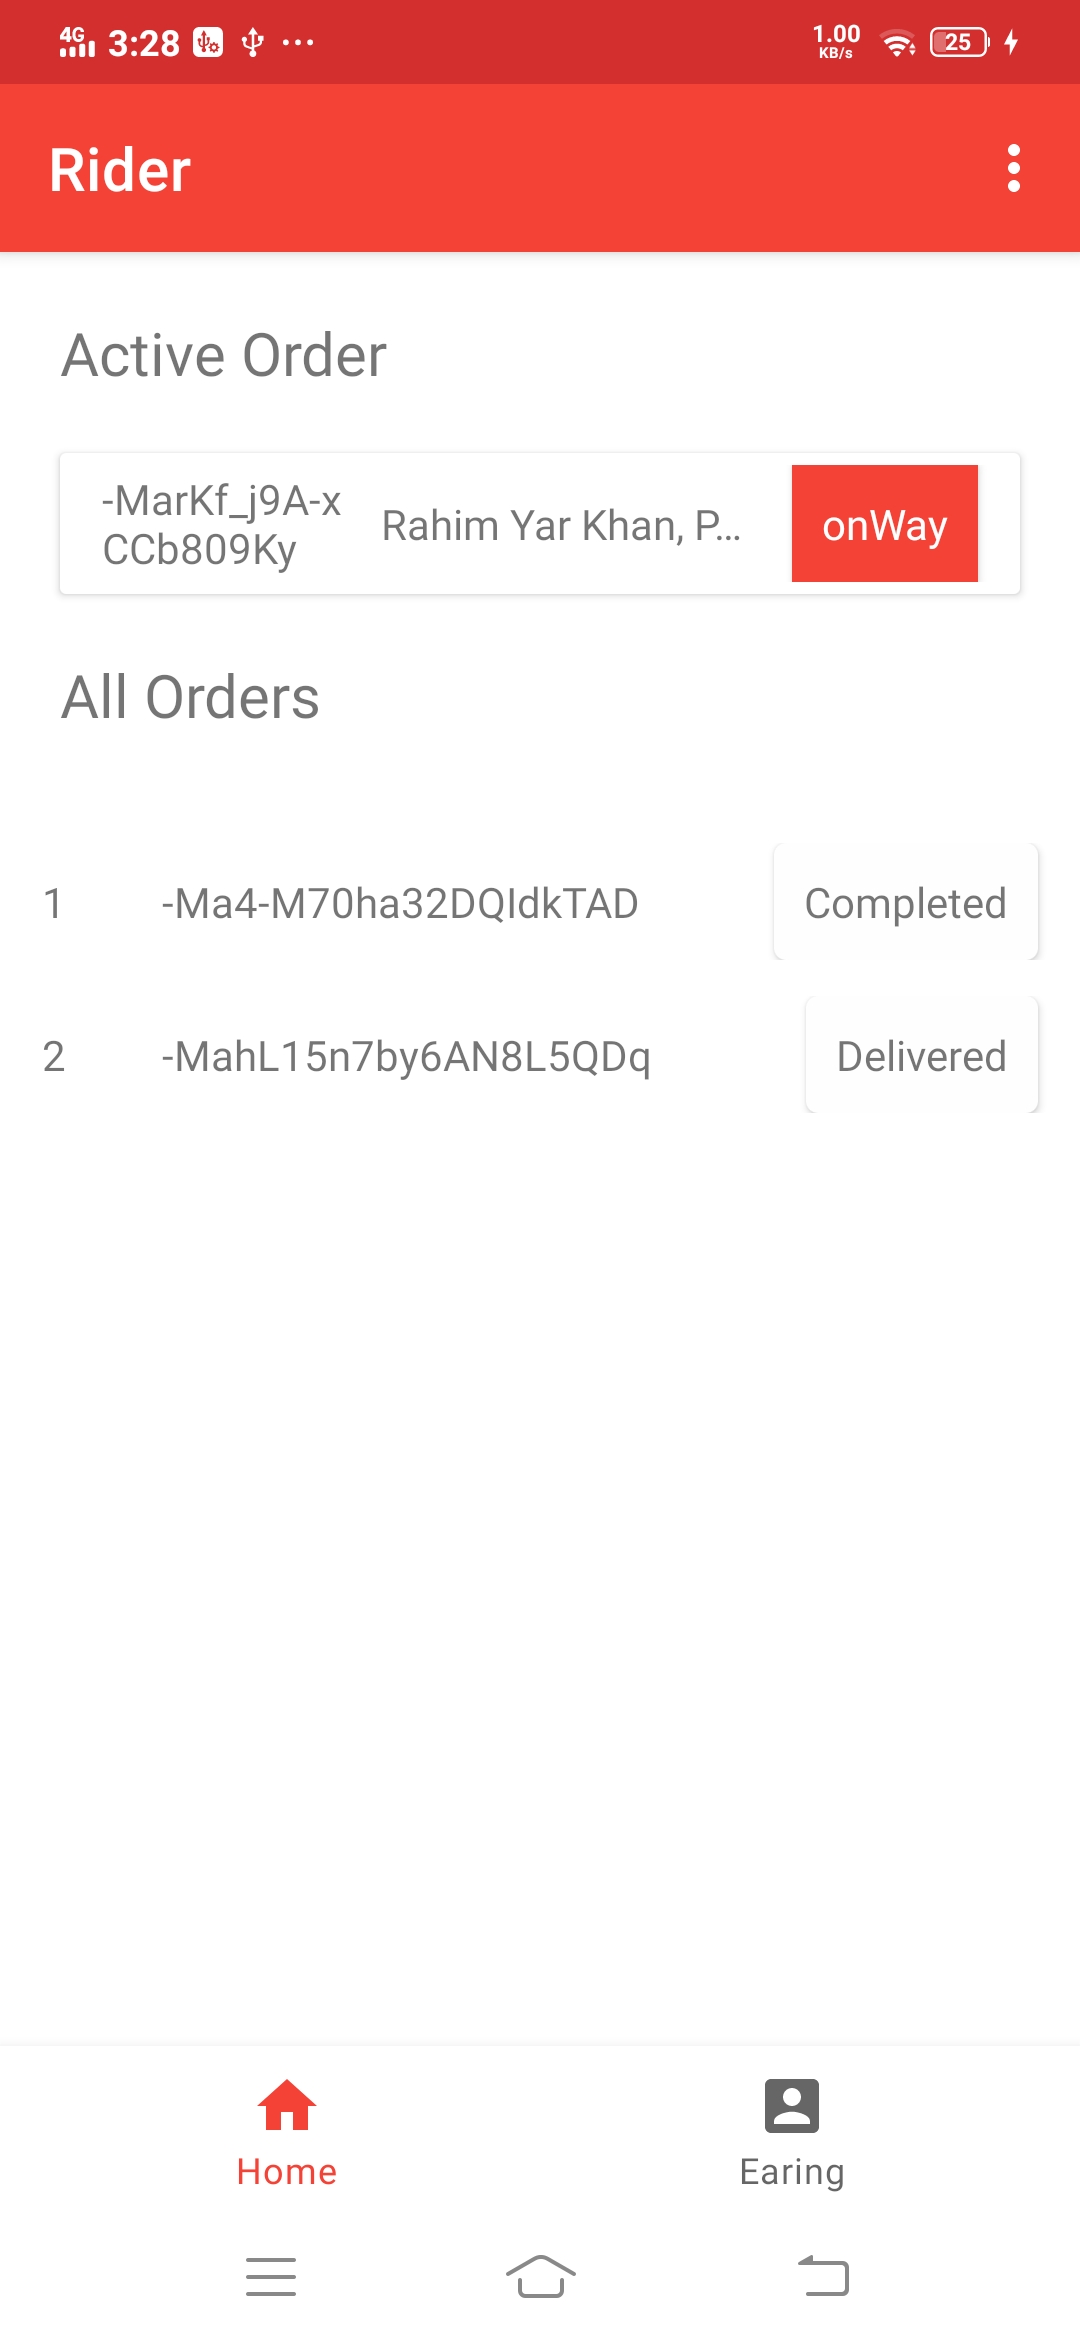 4G 3:28 1.00 KB/s 25
Rider
Active Order
-MarKf_j9A-x
CCb809Ky
Rahim Yar Khan, P...
onWay
All Orders
1 -Ma4-M70ha32DQIdkTAD Completed
2 -MahL15n7by6AN8L5QDq Delivered
Home Earing